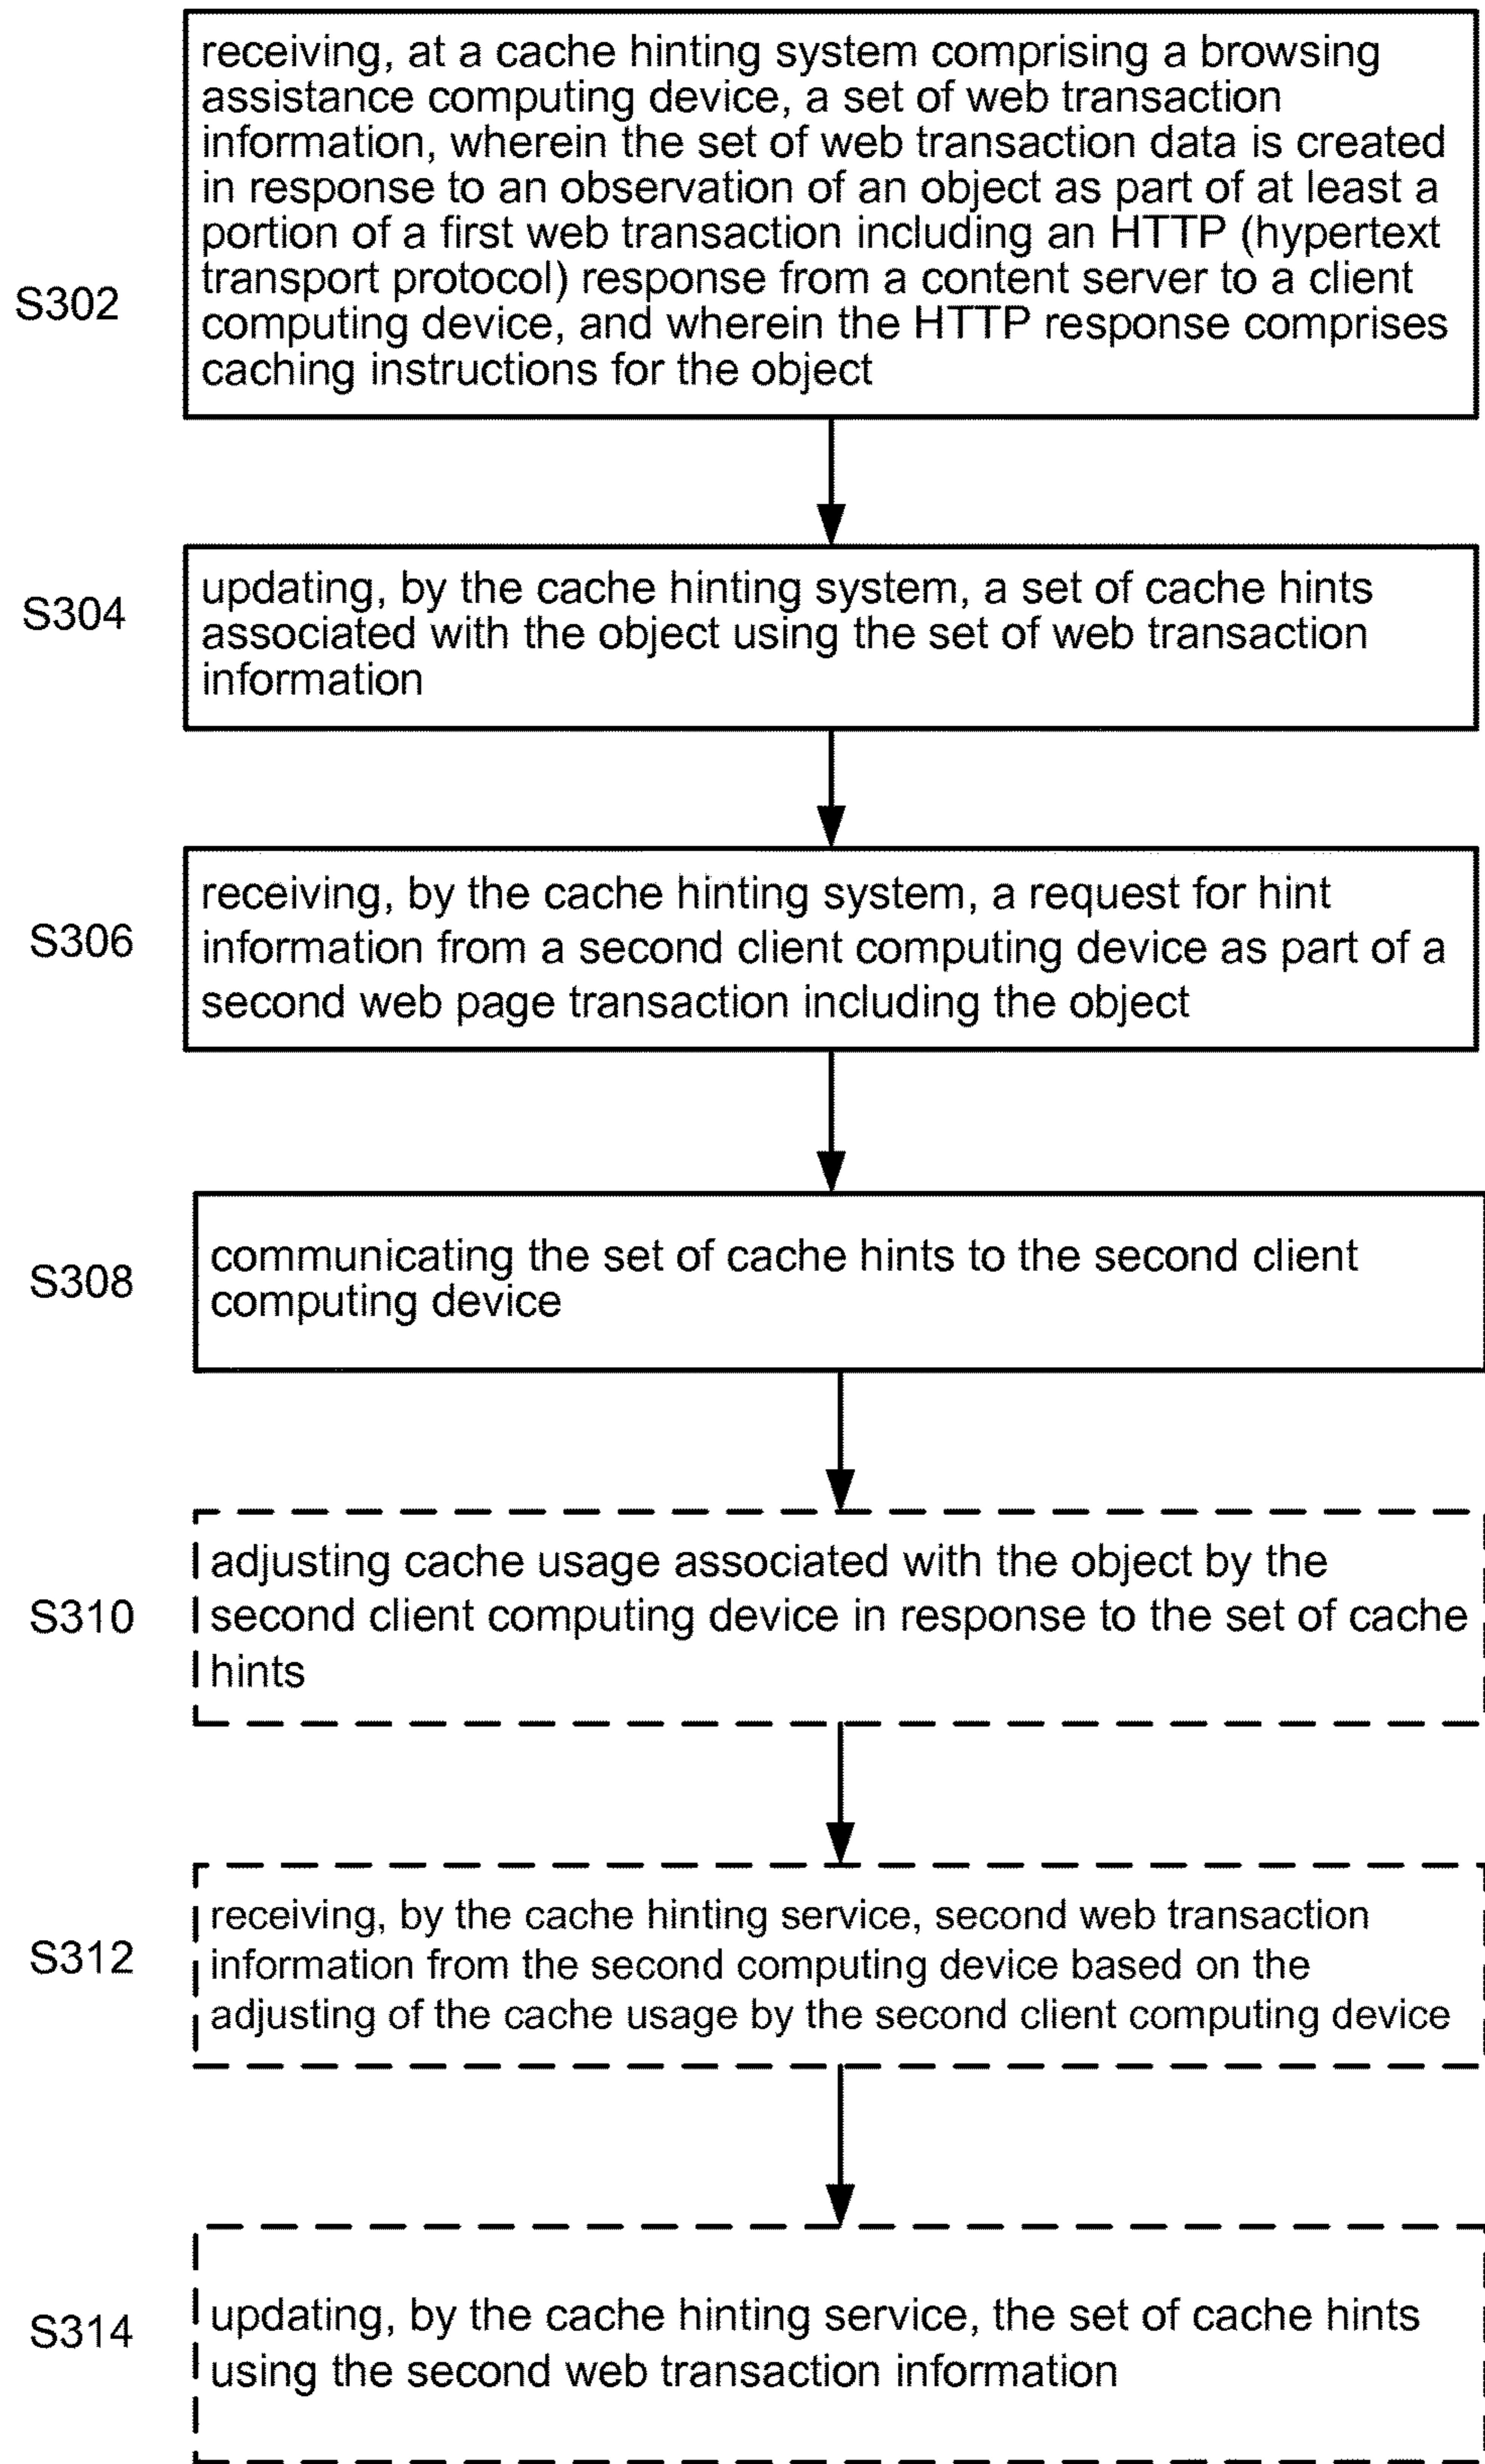 receiving, at a cache hinting system comprising a browsing
assistance computing device, a set of web transaction
information, wherein the set of web transaction data is created
in response to an observation of an object as part of at least a
portion of a first web transaction including an HTTP (hypertext
transport protocol) response from a content server to a client
computing device, and wherein the HTTP response comprises
caching instructions for the object
S302
updating, by the cache hinting system, a set of cache hints
associated with the object using the set of web transaction
information
S304
receiving, by the cache hinting system, a request for hint
information from a second client computing device as part of a
second web page transaction including the object
S306
communicating the set of cache hints to the second client
computing device
S308
adjusting cache usage associated with the object by the
second client computing device in response to the set of cache
hints
S310
receiving, by the cache hinting service, second web transaction
information from the second computing device based on the
adjusting of the cache usage by the second client computing device
S312
updating, by the cache hinting service, the set of cache hints
using the second web transaction information
S314